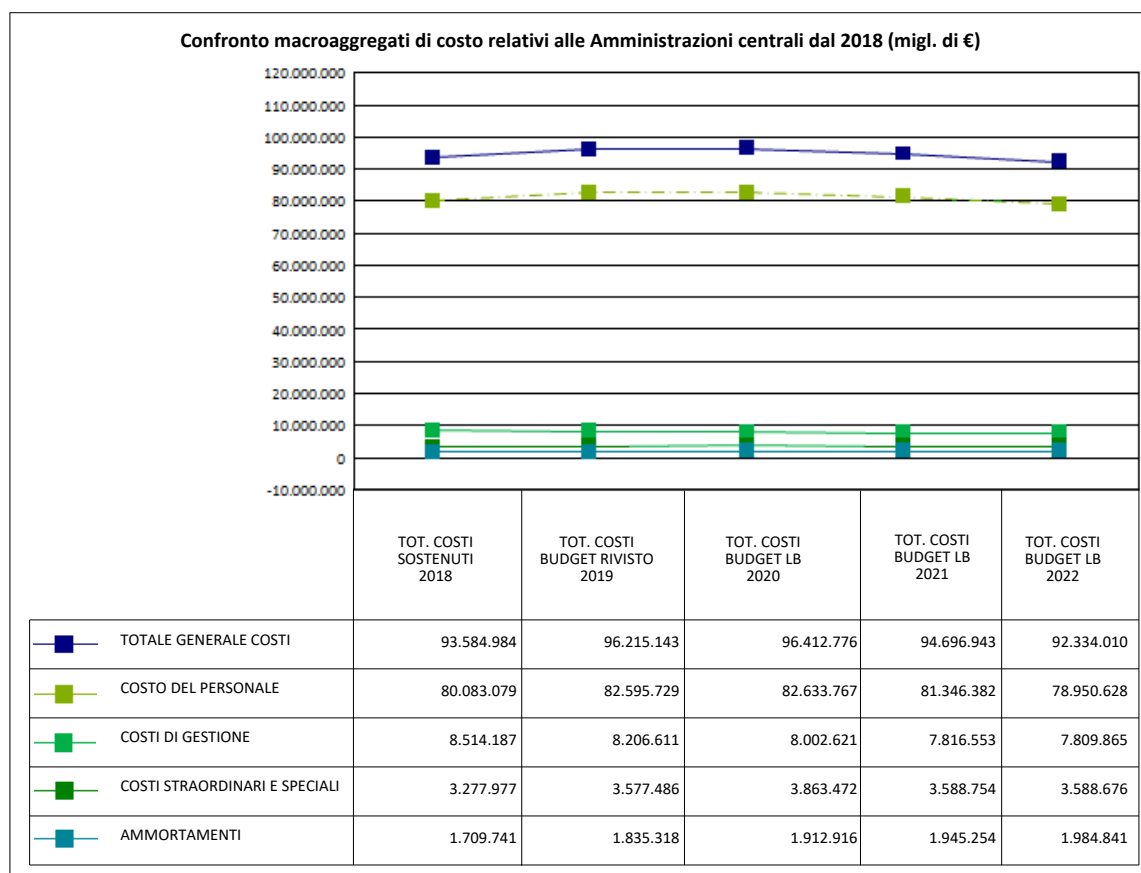 Confronto macroaggregati di costo relativi alle Amministrazioni centrali dal 2018 (migl. di €)
120.000.000
110.000.000
100.000.000
90.000.000
80.000.000
70.000.000
60.000.000
50.000.000
40.000.000
30.000.000
20.000.000
10.000.000
0
-10.000.000
TOT. COSTI SOSTENUTI 2018
TOT. COSTI BUDGET RIVISTO 2019
TOT. COSTI BUDGET LB 2020
TOT. COSTI BUDGET LB 2021
TOT. COSTI BUDGET LB 2022
TOTALE GENERALE COSTI 93.584.984 96.215.143 96.412.776 94.696.943 92.334.010
COSTO DEL PERSONALE 80.083.079 82.595.729 82.633.767 81.346.382 78.950.628
COSTI DI GESTIONE 8.514.187 8.206.611 8.002.621 7.816.553 7.809.865
COSTI STRAORDINARI E SPECIALI 3.277.977 3.577.486 3.863.472 3.588.754 3.588.676
AMMORTAMENTI 1.709.741 1.835.318 1.912.916 1.945.254 1.984.841